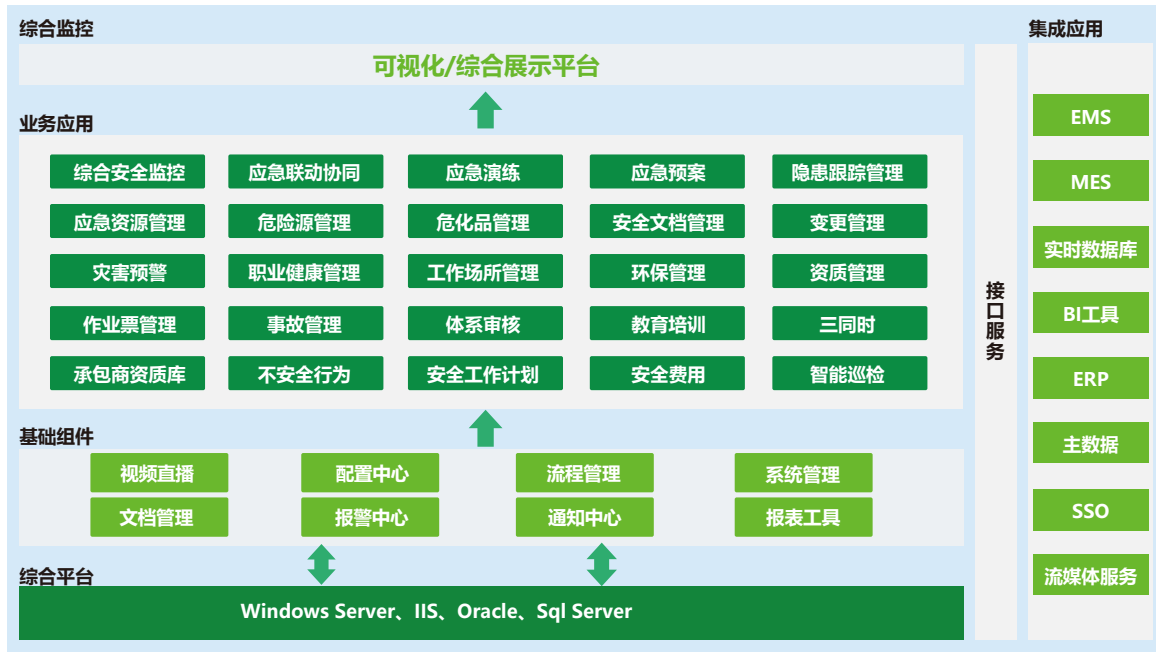 综合监控
可视化/综合展示平台
业务应用
综合安全监控
应急联动协同
应急演练
应急预案
隐患跟踪管理
应急资源管理
危险源管理
危化品管理
安全文档管理
变更管理
灾害预警
职业健康管理
工作场所管理
环保管理
资质管理
作业票管理
事故管理
体系审核
教育培训
三同时
承包商资质库
不安全行为
安全工作计划
安全费用
智能巡检
基础组件
视频直播
配置中心
流程管理
系统管理
文档管理
报警中心
通知中心
报表工具
综合平台
Windows Server、IIS、Oracle、Sql Server
接口服务
集成应用
EMS
MES
实时数据库
BI工具
ERP
主数据
SSO
流媒体服务